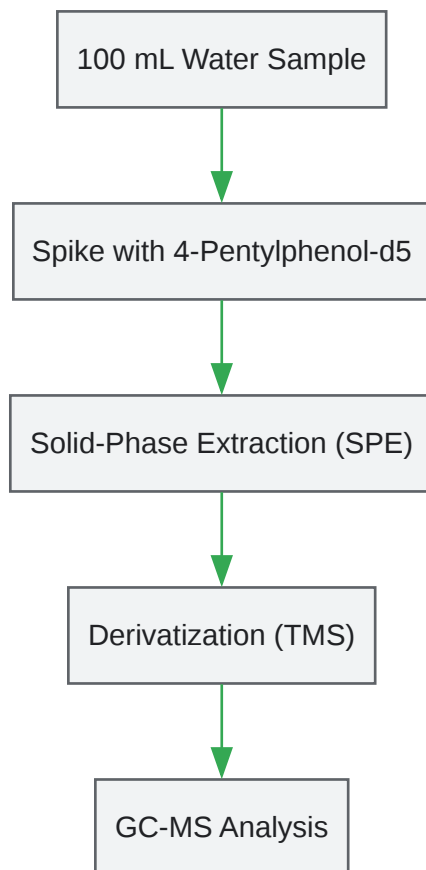 100 mL Water Sample
Spike with 4-Pentylphenol-d5
Solid-Phase Extraction (SPE)
Derivatization (TMS)
GC-MS Analysis